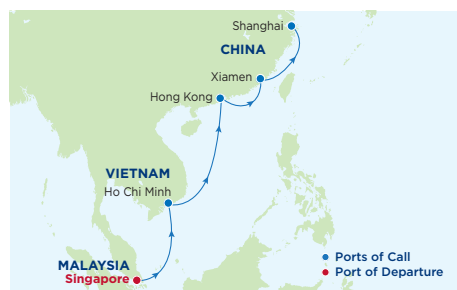 Shanghai
CHINA
Xiamen
Hong Kong
VIETNAM
Ho Chi Minh
MALAYSIA
Singapore
Ports of Call
Port of Departure